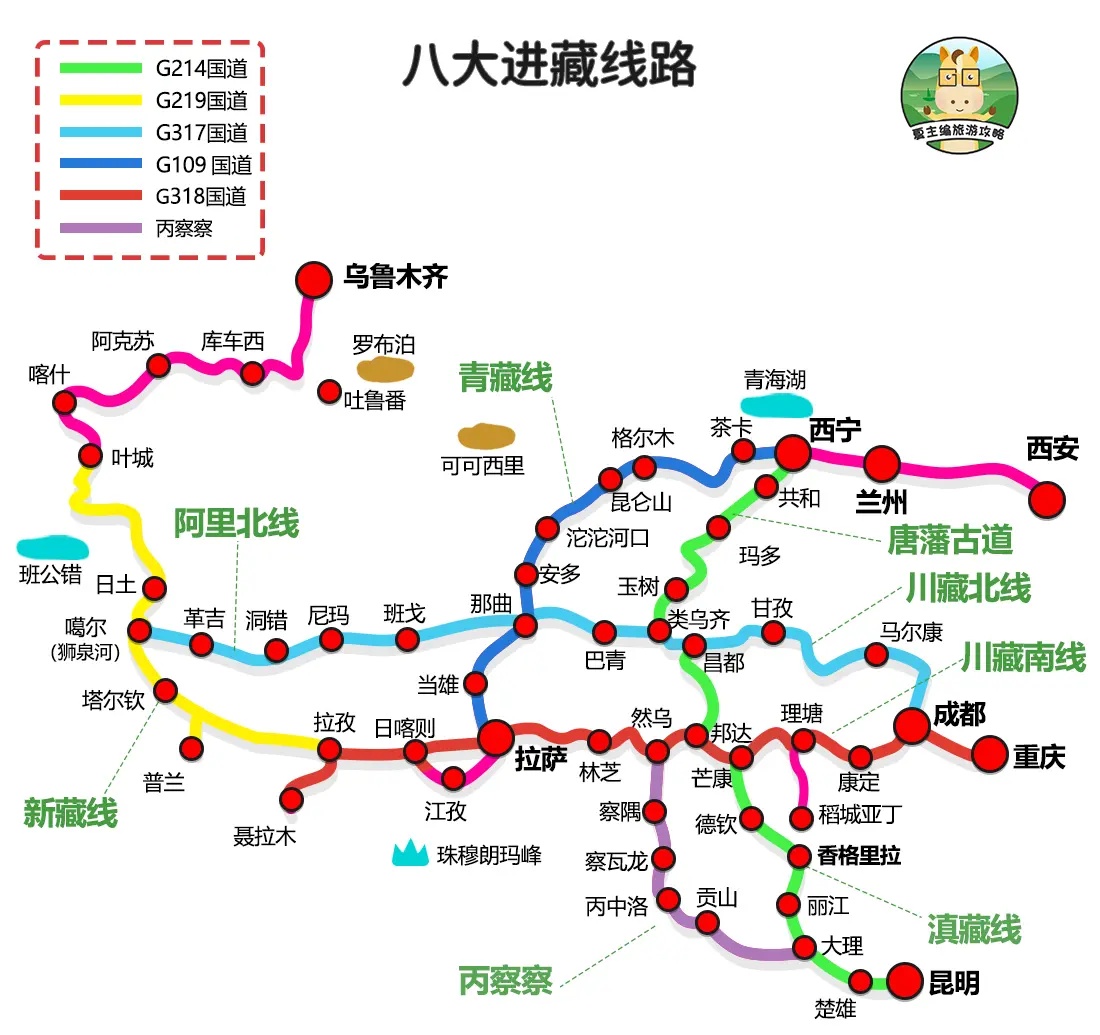 八大进藏线路
G214国道
G219国道
G317国道
G109 国道
G318国道
丙察察
夏主编旅游攻略
乌鲁木齐
阿克苏
库车西
罗布泊
喀什
吐鲁番
青藏线
青海湖
叶城
可可西里
格尔木
茶卡
西宁
西安
昆仑山
共和
兰州
阿里北线
沱沱河口
唐藩古道
玛多
班公错
日土
安多
玉树
川藏北线
噶尔
(狮泉河)
革吉
洞错
尼玛
班戈
那曲
巴青
类乌齐
甘孜
马尔康
昌都
川藏南线
塔尔钦
当雄
拉孜
日喀则
拉萨
然乌
邦达
理塘
成都
重庆
普兰
林芝
芒康
康定
新藏线
聂拉木
江孜
察隅
德钦
稻城亚丁
珠穆朗玛峰
察瓦龙
香格里拉
丙中洛
贡山
丽江
滇藏线
大理
丙察察
楚雄
昆明